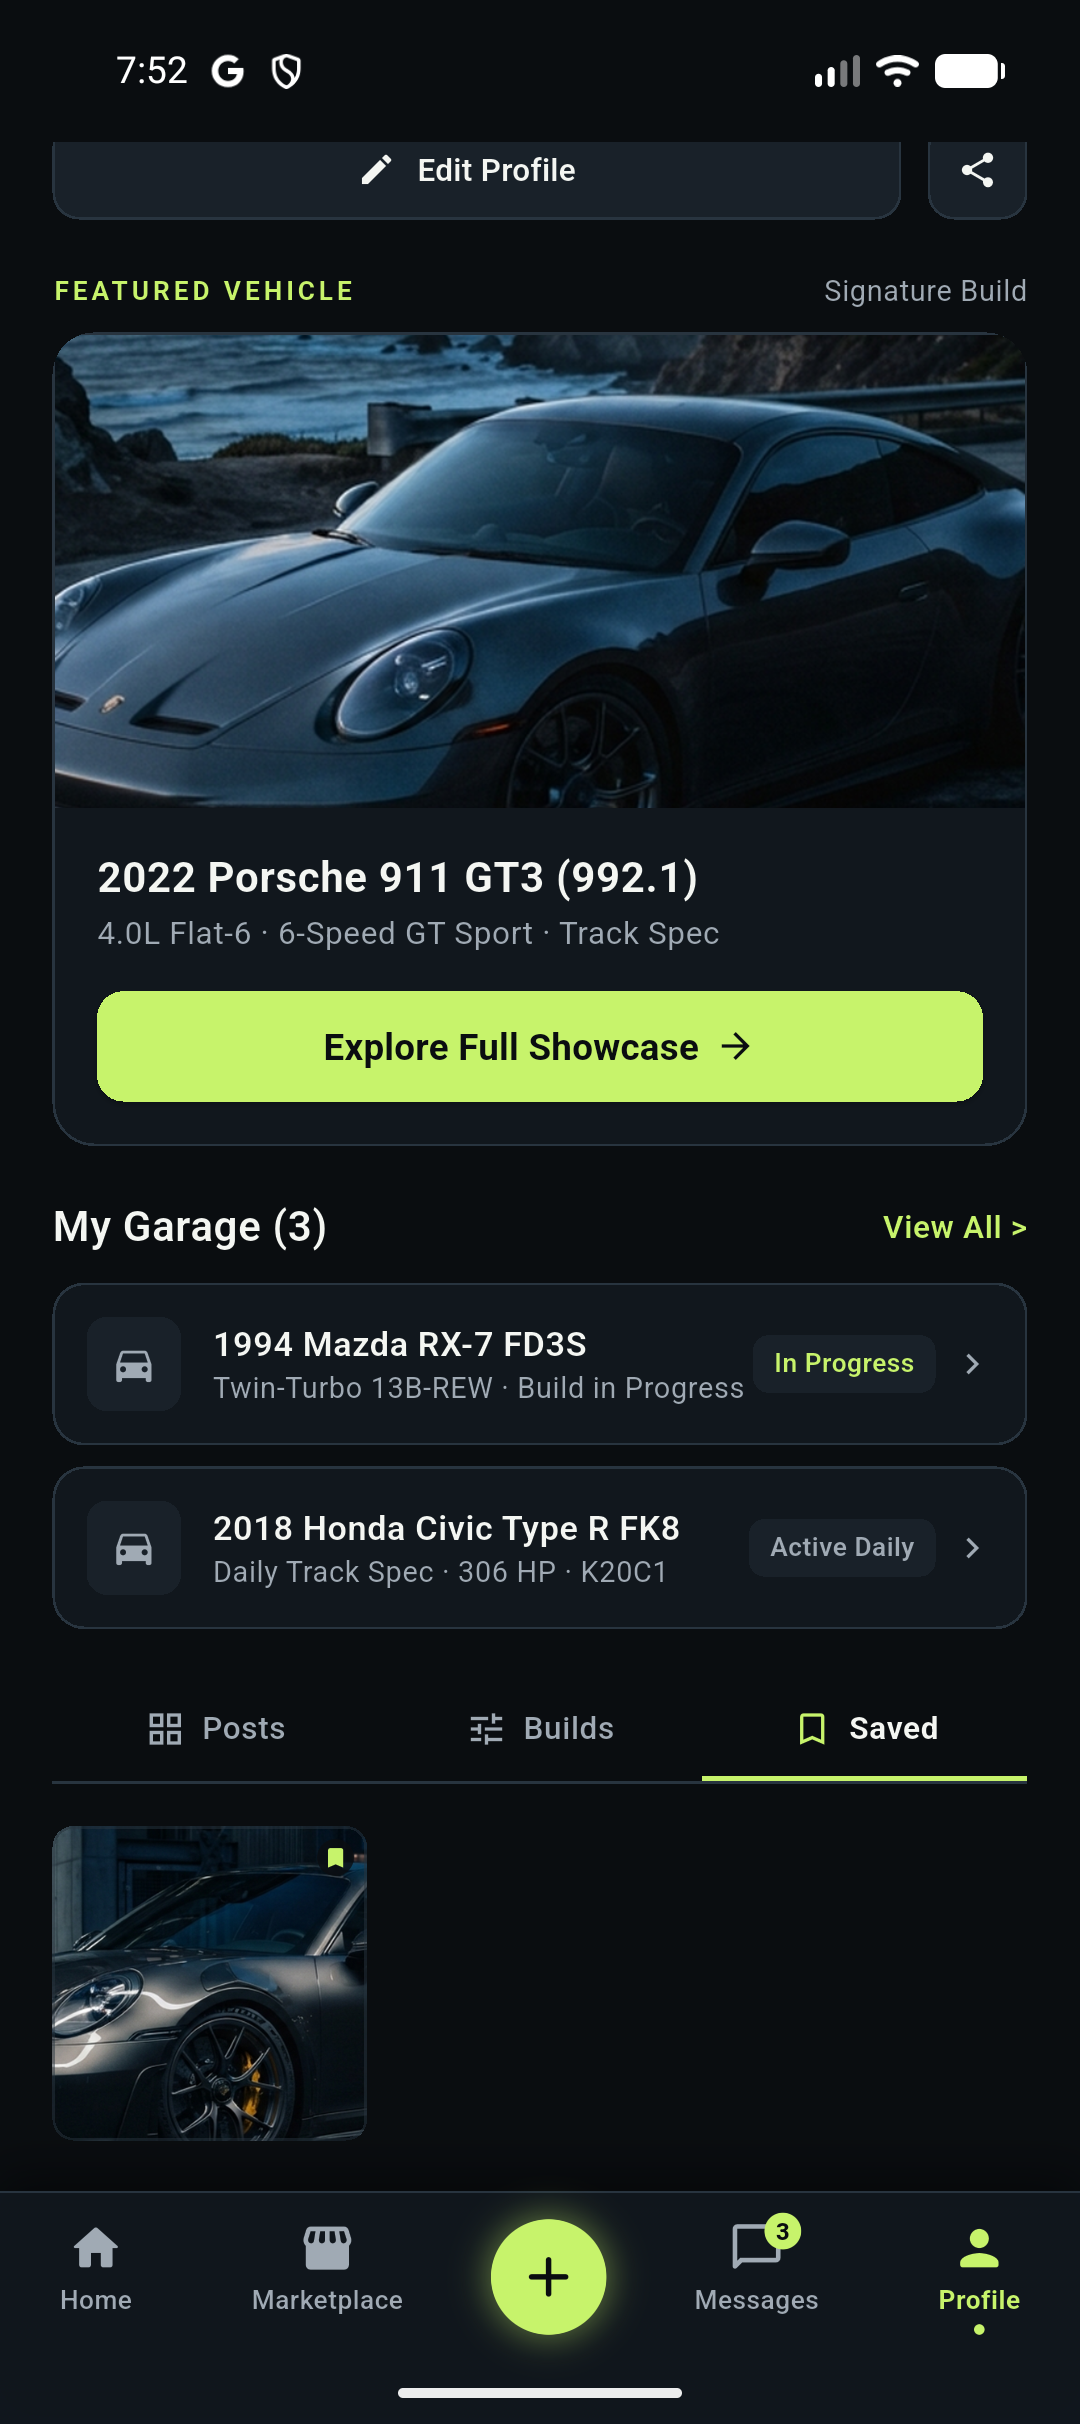 7:52
Edit Profile
FEATURED VEHICLE
Signature Build
2022 Porsche 911 GT3 (992.1)
4.0L Flat-6 · 6-Speed GT Sport · Track Spec
Explore Full Showcase →
My Garage (3)
View All >
1994 Mazda RX-7 FD3S
Twin-Turbo 13B-REW · Build in Progress
In Progress
2018 Honda Civic Type R FK8
Daily Track Spec · 306 HP · K20C1
Active Daily
Posts
Builds
Saved
3
Home
Marketplace
Messages
Profile